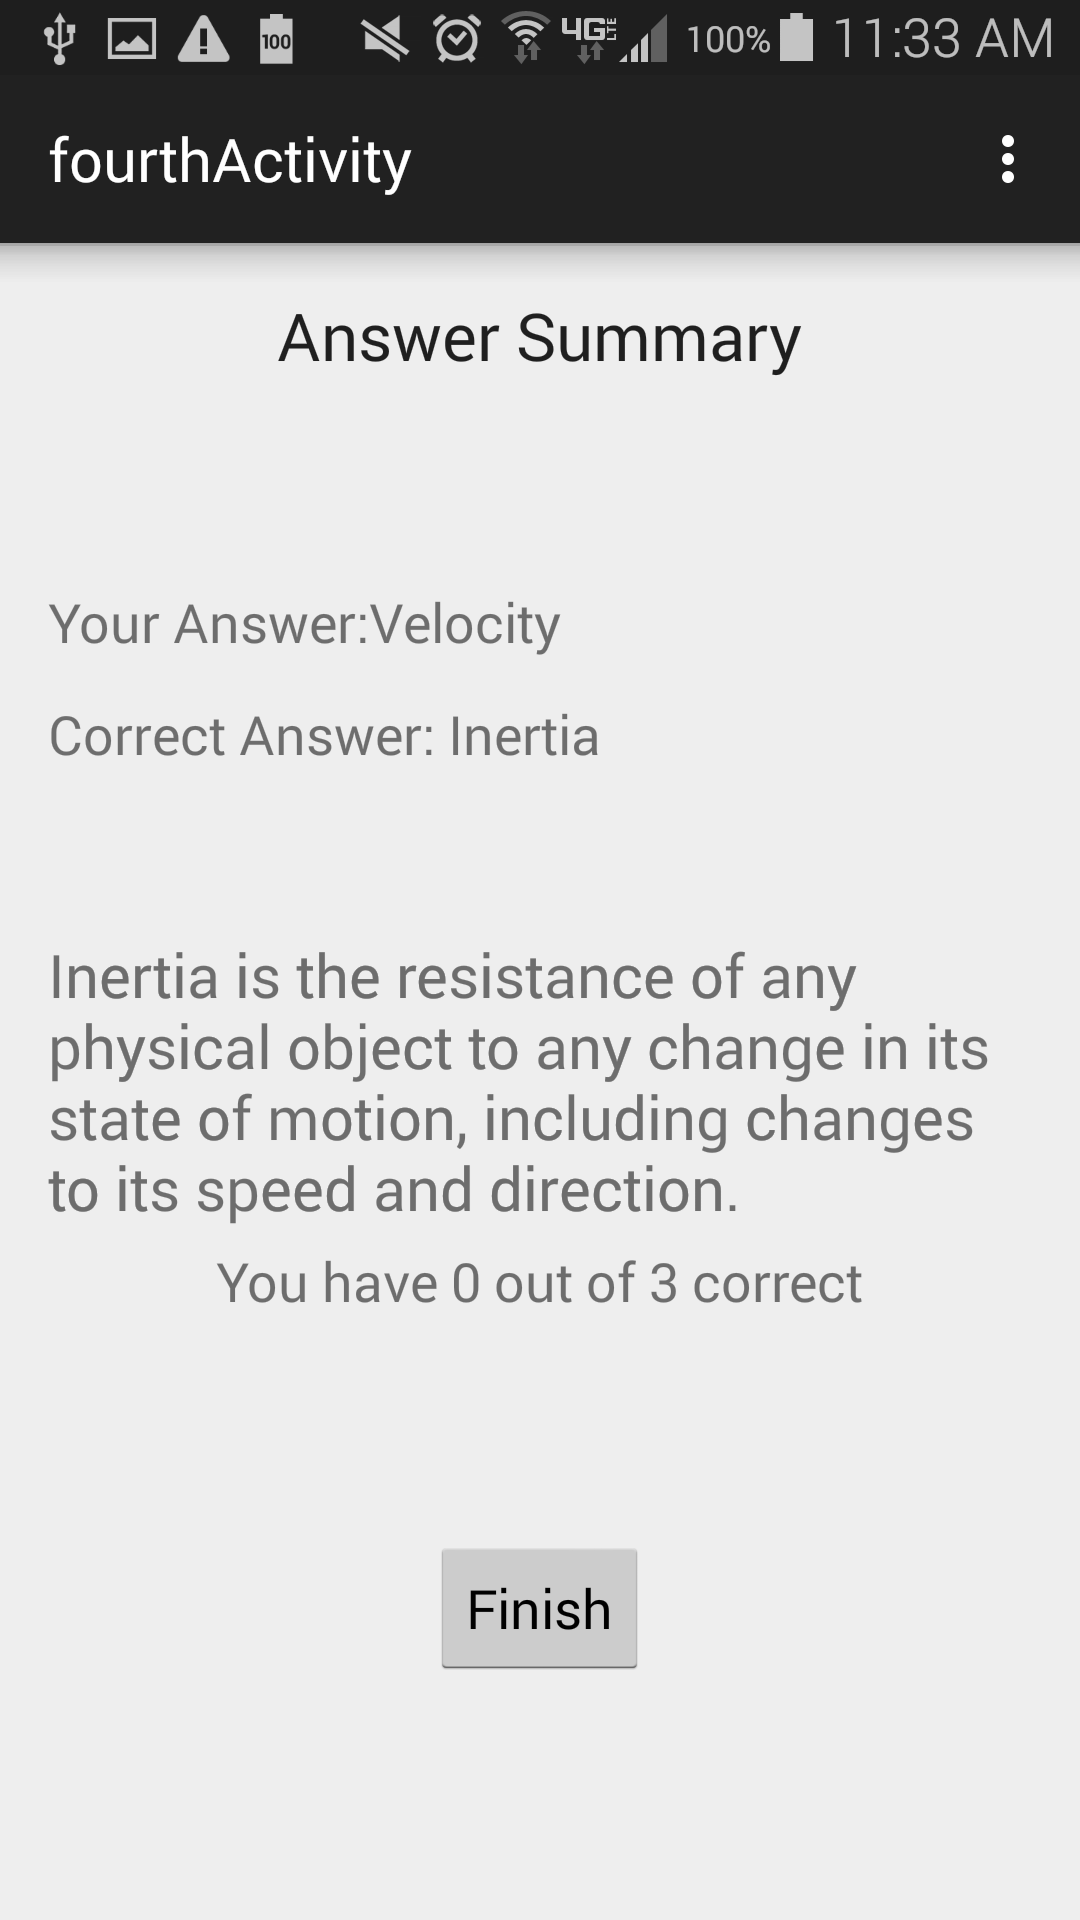 100 4G LTE 100% 11:33 AM
fourthActivity
Answer Summary
Your Answer:Velocity
Correct Answer: Inertia
Inertia is the resistance of any
physical object to any change in its
state of motion, including changes
to its speed and direction.
You have 0 out of 3 correct
Finish